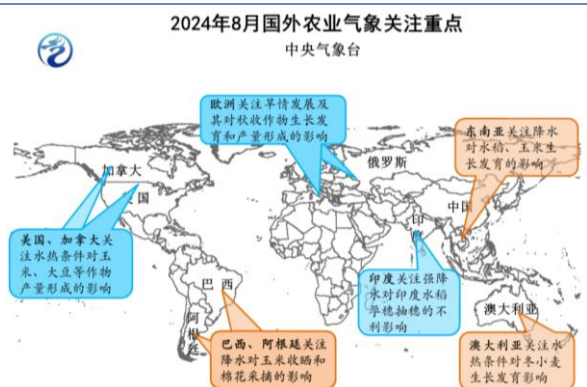 2024年8月国外农业气象关注重点
中央气象台
欧洲关注旱情发展及
其对秋收作物生长发
育和产量形成的影响
东南亚关注降水
对水稻、玉米生
长发育的影响
加拿大
俄罗斯
美国
中国
印
美国、加拿大关
注水热条件对玉
米、大豆等作物
产量形成的影响
印度关注强降
水对印度水稻
孕穗抽穗的不
利影响
巴西
阿根廷
澳大利亚
巴西、阿根廷关注
降水对玉米收晒和
棉花采摘的影响
澳大利亚关注水
热条件对冬小麦
生长发育影响